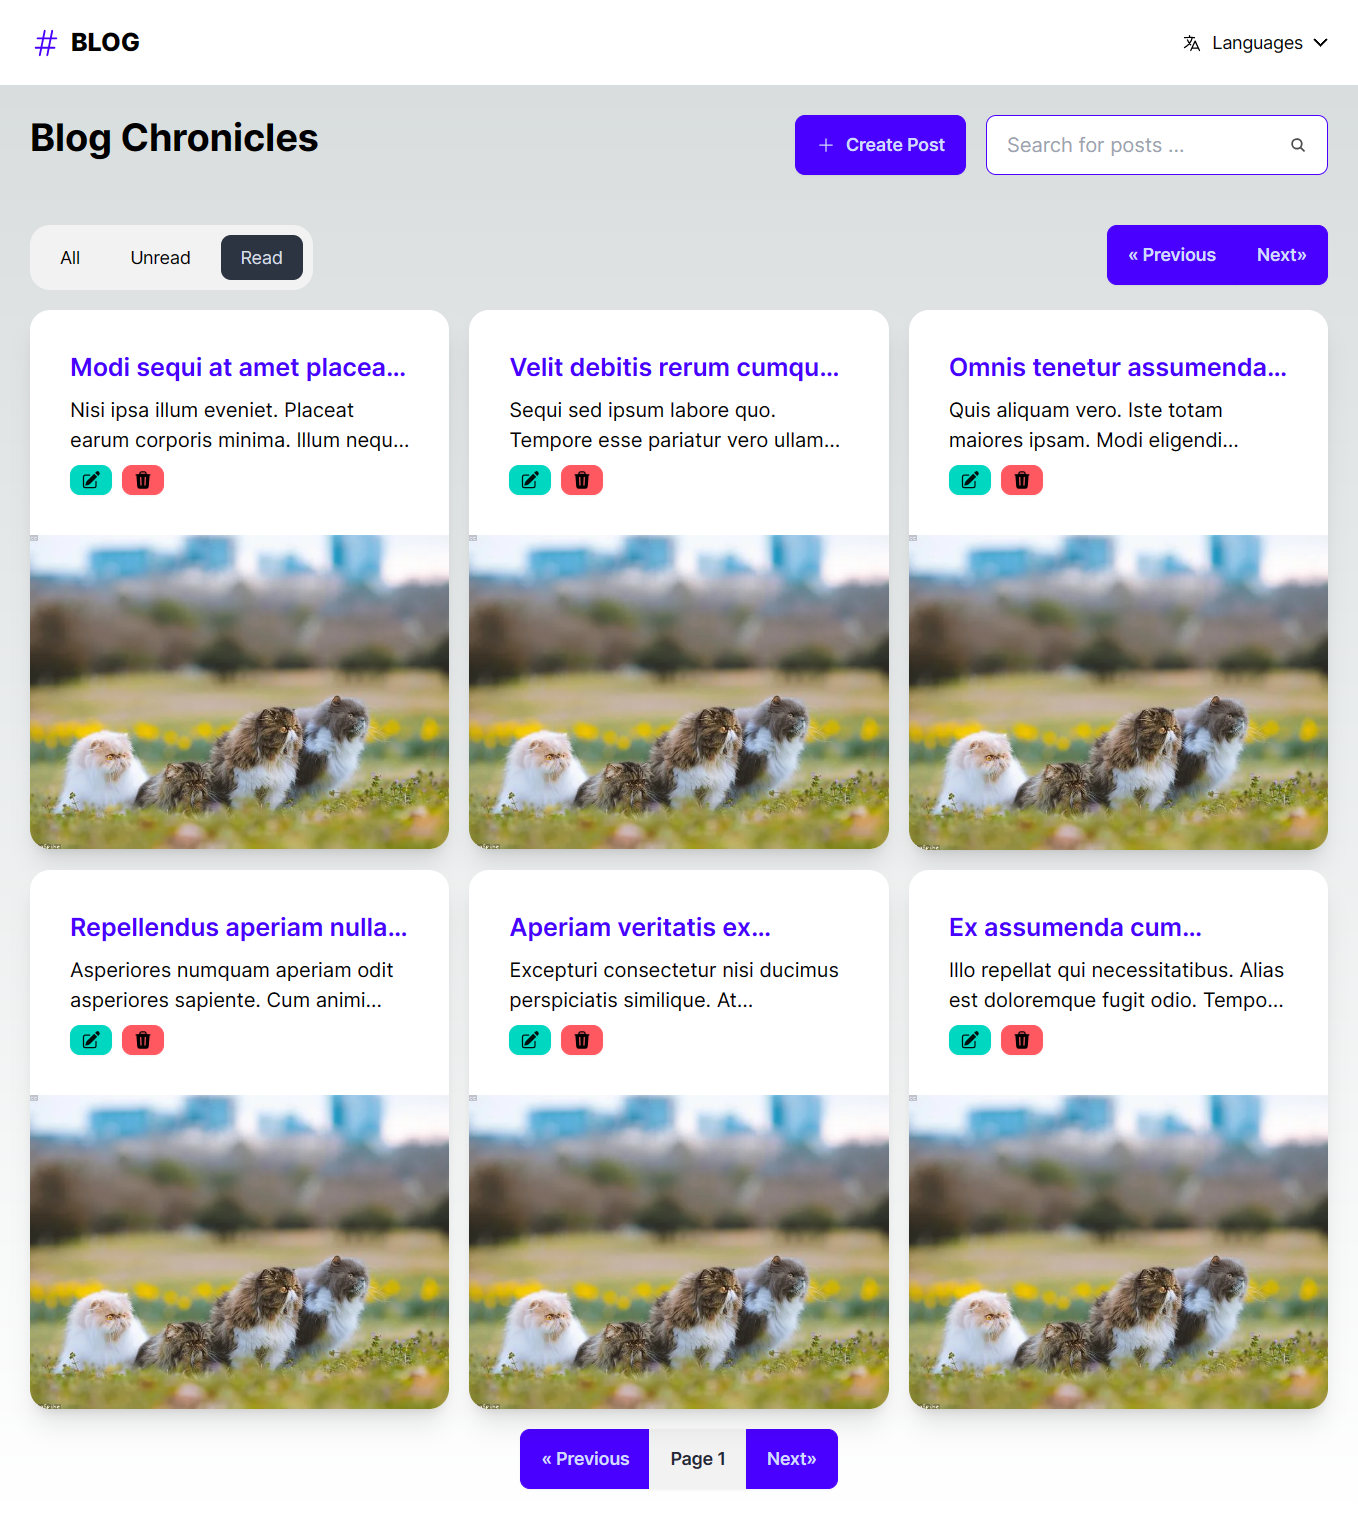 BLOG
Languages
Blog Chronicles
Create Post
Search for posts ...
All
Unread
Read
« Previous
Next»
Modi sequi at amet placea...
Nisi ipsa illum eveniet. Placeat
earum corporis minima. Illum nequ...
Velit debitis rerum cumqu...
Sequi sed ipsum labore quo.
Tempore esse pariatur vero ullam...
Omnis tenetur assumenda...
Quis aliquam vero. Iste totam
maiores ipsam. Modi eligendi...
Repellendus aperiam nulla...
Asperiores numquam aperiam odit
asperiores sapiente. Cum animi...
Aperiam veritatis ex...
Excepturi consectetur nisi ducimus
perspiciatis similique. At...
Ex assumenda cum...
Illo repellat qui necessitatibus. Alias
est doloremque fugit odio. Tempo...
« Previous
Page 1
Next»